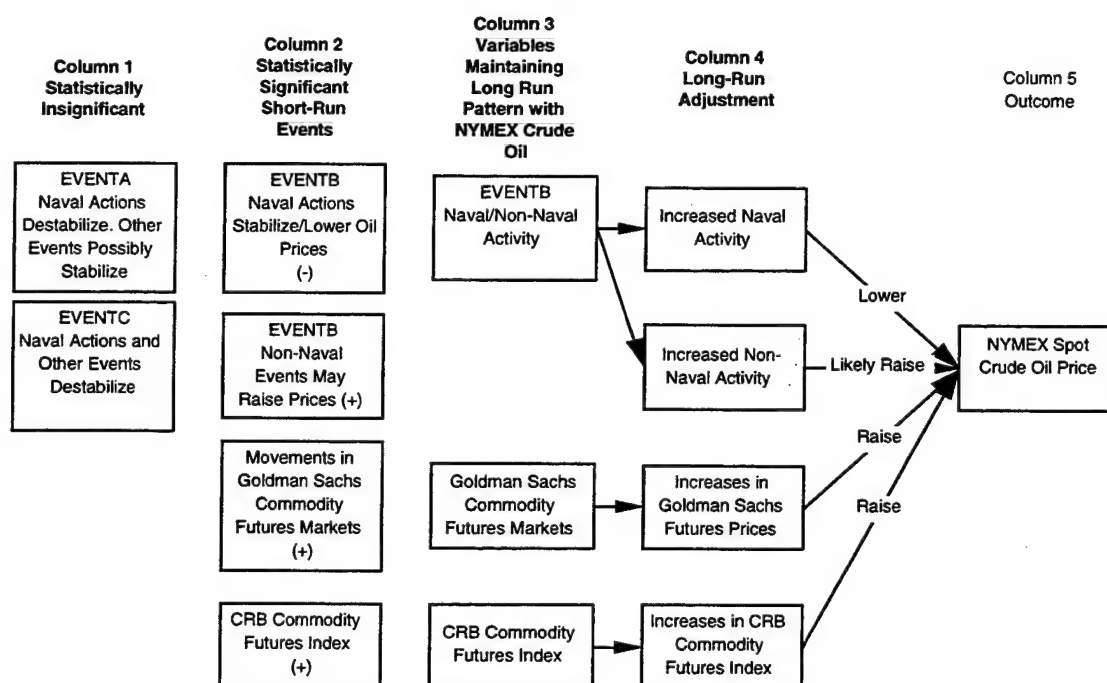 Column 1
Statistically
Insignificant
Column 2
Statistically
Significant
Short-Run
Events
Column 3
Variables
Maintaining
Long Run
Pattern with
NYMEX Crude
Oil
Column 4
Long-Run
Adjustment
Column 5
Outcome
EVENTA
Naval Actions
Destabilize. Other
Events Possibly
Stabilize
EVENTC
Naval Actions and
Other Events
Destabilize
EVENTB
Naval Actions
Stabilize/Lower Oil
Prices
(-)
EVENTB
Non-Naval
Events May
Raise Prices (+)
Movements in
Goldman Sachs
Commodity
Futures Markets
(+)
CRB Commodity
Futures Index
(+)
EVENTB
Naval/Non-Naval
Activity
Goldman Sachs
Commodity
Futures Markets
CRB Commodity
Futures Index
Increased Naval
Activity
Increased Non-
Naval Activity
Increases in
Goldman Sachs
Futures Prices
Increases in CRB
Commodity
Futures Index
Lower
Likely Raise
Raise
Raise
NYMEX Spot
Crude Oil Price